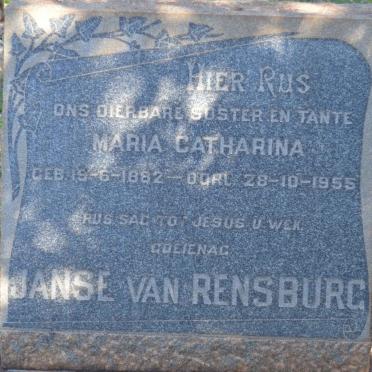 HIER RUS
ONS DIERBARE SUSTER EN TANTE
MARIA CATHARINA
GEB. 19-6-1882 — OORL. 28-10-1955
RUS SAG TOT JESUS U WEK.
GOEIENAG
JANSE VAN RENSBURG